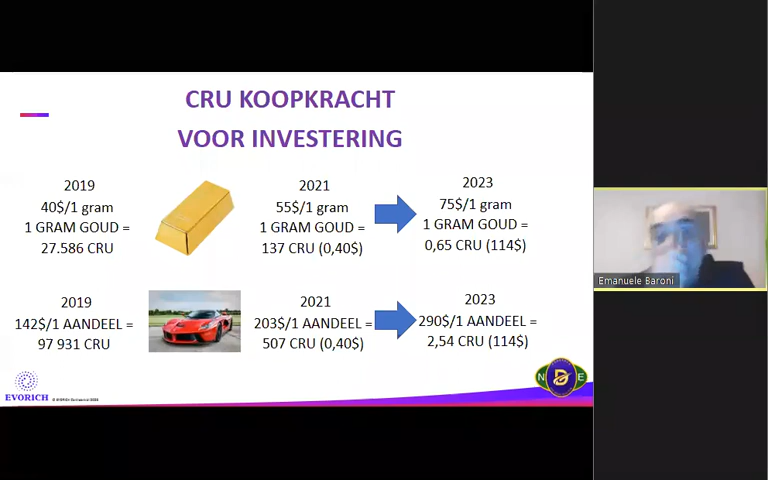 CRU KOOPKRACHT
VOOR INVESTERING
2019
40$/1 gram
1 GRAM GOUD =
27.586 CRU
2021
55$/1 gram
1 GRAM GOUD =
137 CRU (0,40$)
2023
75$/1 gram
1 GRAM GOUD =
0,65 CRU (114$)
2019
142$/1 AANDEEL =
97 931 CRU
2021
203$/1 AANDEEL =
507 CRU (0,40$)
2023
290$/1 AANDEEL =
2,54 CRU (114$)
EVORICH
N D E
Emanuele Baroni